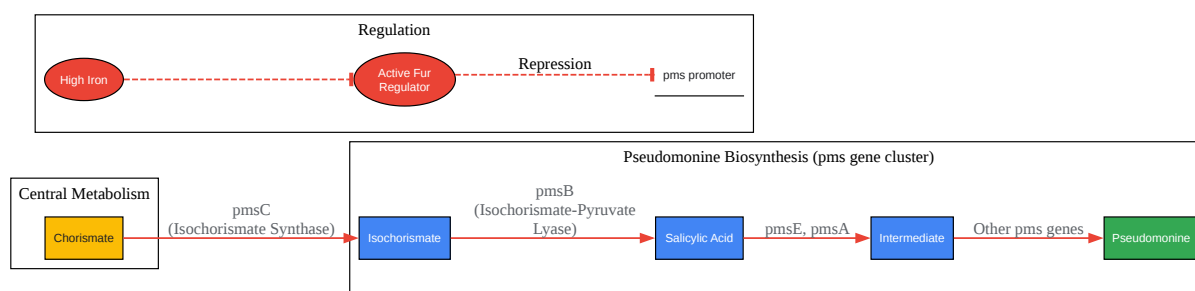 Regulation
High Iron
Active Fur
Regulator
Repression
pms promoter
Pseudomonine Biosynthesis (pms gene cluster)
Central Metabolism
Chorismate
pmsC
(Isochorismate Synthase)
Isochorismate
pmsB
(Isochorismate-Pyruvate
Lyase)
Salicylic Acid
pmsE, pmsA
Intermediate
Other pms genes
Pseudomonine